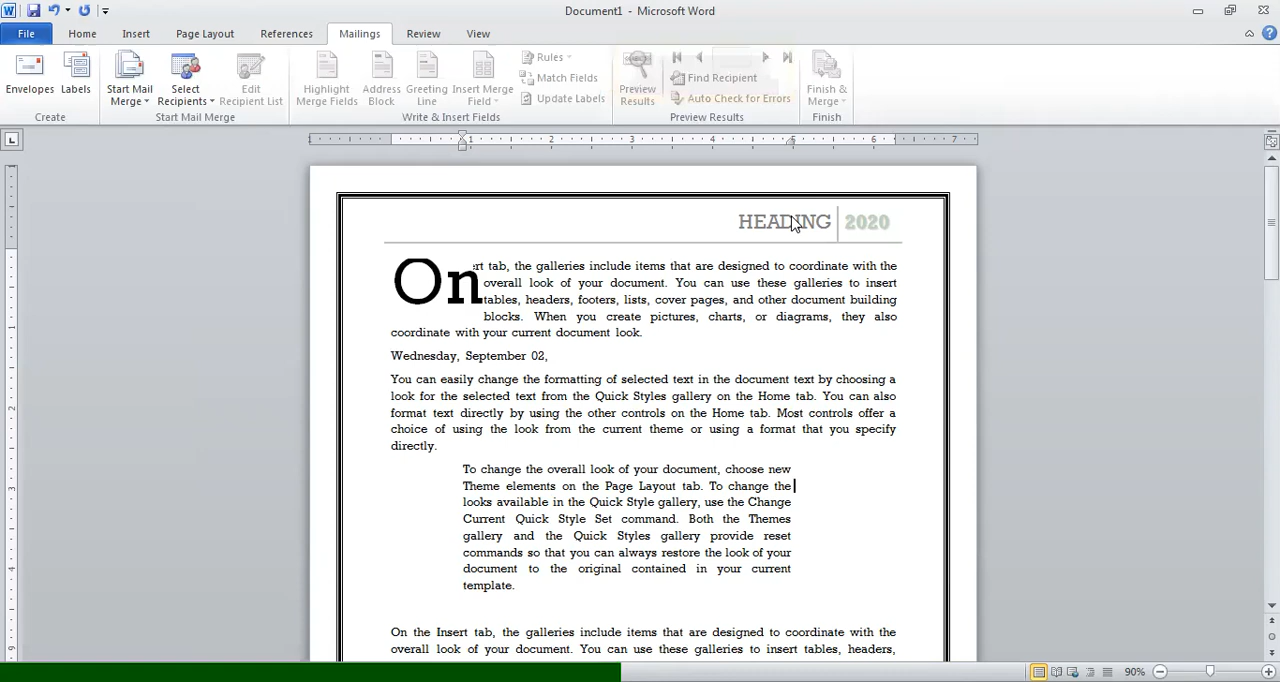 Document1 - Microsoft Word
File Home Insert Page Layout References Mailings Review View
Envelopes Labels Start Mail Merge Select Recipients Edit Recipient List Highlight Merge Fields Address Block Greeting Line Insert Merge Field Rules Match Fields Update Labels Preview Results Find Recipient Auto Check for Errors Finish & Merge
Create Start Mail Merge Write & Insert Fields Preview Results Finish
1 1 2 3 4 5 6 7
HEADING 2020
On
rt tab, the galleries include items that are designed to coordinate with the
overall look of your document. You can use these galleries to insert
tables, headers, footers, lists, cover pages, and other document building
blocks. When you create pictures, charts, or diagrams, they also
coordinate with your current document look.
Wednesday, September 02,
You can easily change the formatting of selected text in the document text by choosing a
look for the selected text from the Quick Styles gallery on the Home tab. You can also
format text directly by using the other controls on the Home tab. Most controls offer a
choice of using the look from the current theme or using a format that you specify
directly.
To change the overall look of your document, choose new
Theme elements on the Page Layout tab. To change the
looks available in the Quick Style gallery, use the Change
Current Quick Style Set command. Both the Themes
gallery and the Quick Styles gallery provide reset
commands so that you can always restore the look of your
document to the original contained in your current
template.
On the Insert tab, the galleries include items that are designed to coordinate with the
overall look of your document. You can use these galleries to insert tables, headers,
90%